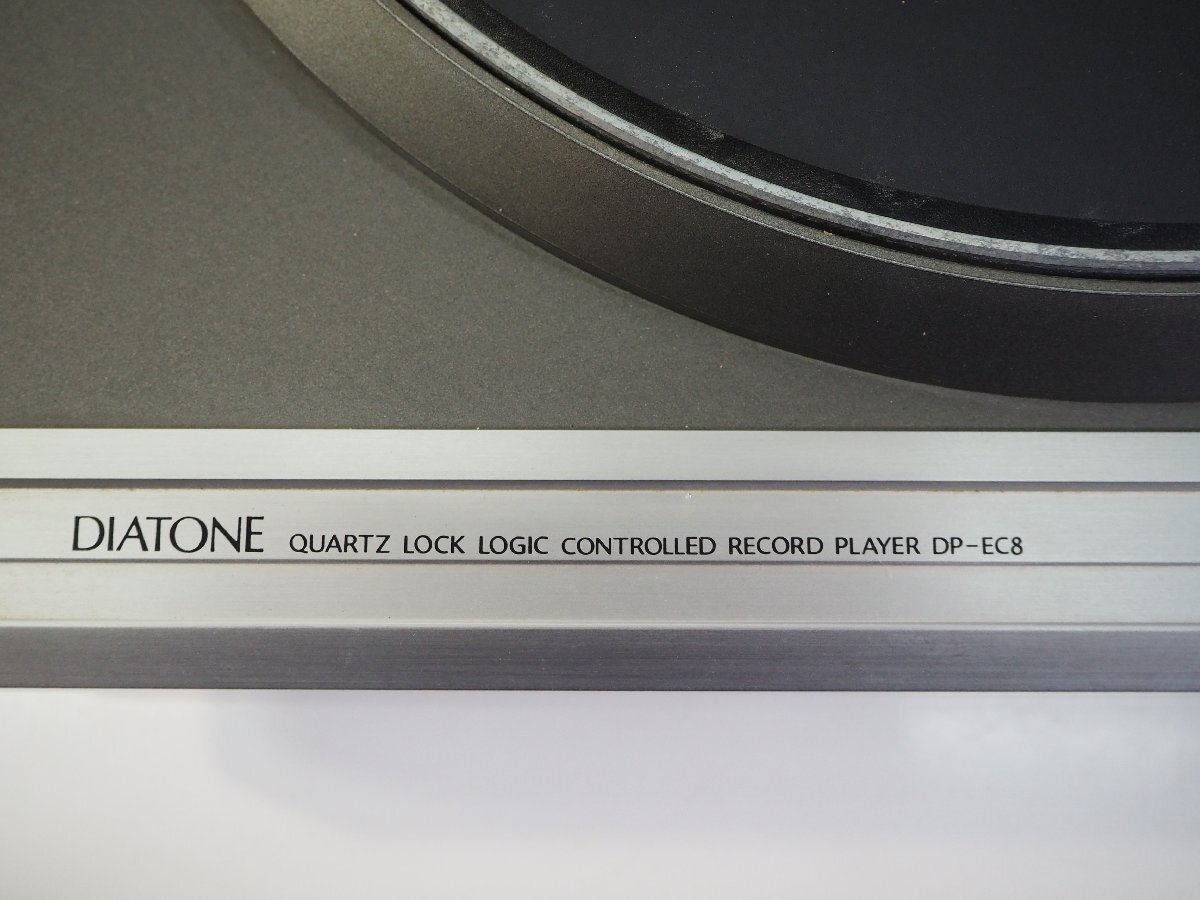 DIATONE QUARTZ LOCK LOGIC CONTROLLED RECORD PLAYER DP-EC8